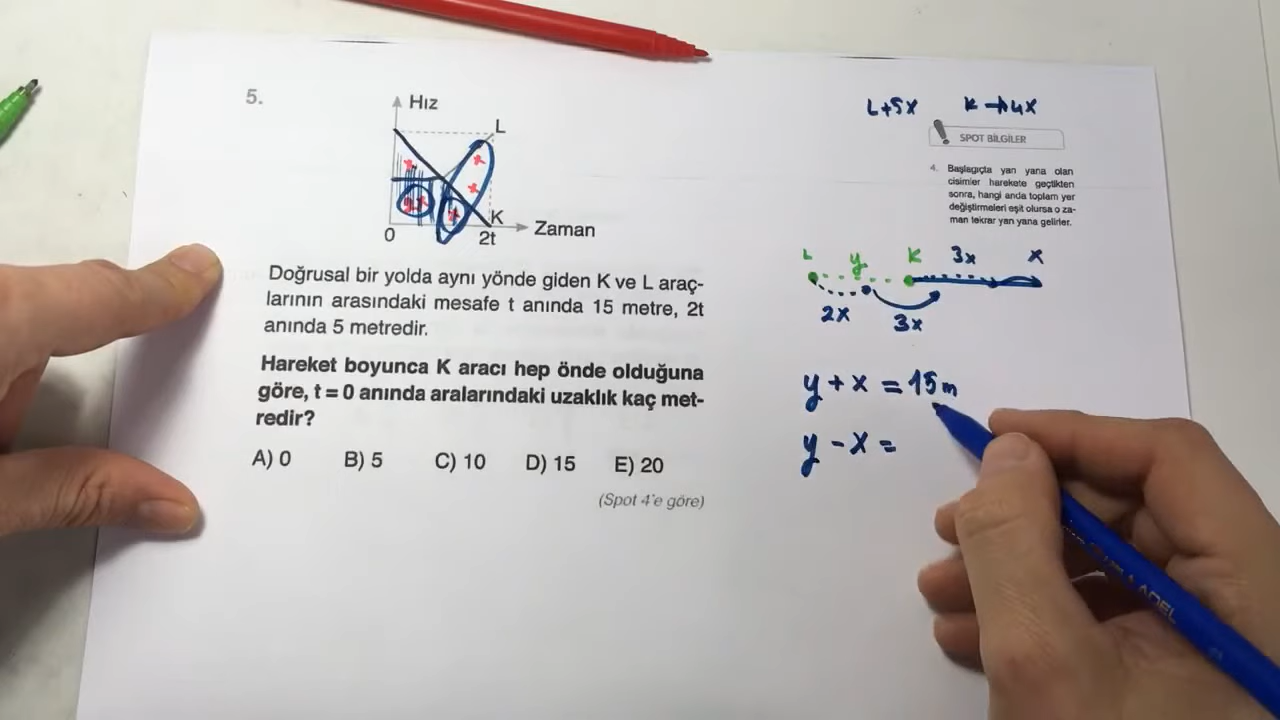 5.
Hız
L
K
Zaman
0
2t
Doğrusal bir yolda aynı yönde giden K ve L araç-
larının arasındaki mesafe t anında 15 metre, 2t
anında 5 metredir.
Hareket boyunca K aracı hep önde olduğuna
göre, t = 0 anında aralarındaki uzaklık kaç met-
redir?
A) 0 B) 5 C) 10 D) 15 E) 20
(Spot 4'e göre)
L→5x K→4x
SPOT BİLGİLER
4. Başlagıçta yan yana olan
cisimler harekete geçtikten
sonra, hangi anda toplam yer
değiştirmeleri eşit olursa o za-
man tekrar yan yana gelirler.
L y K 3x x
2x 3x
y + x = 15m
y - x =